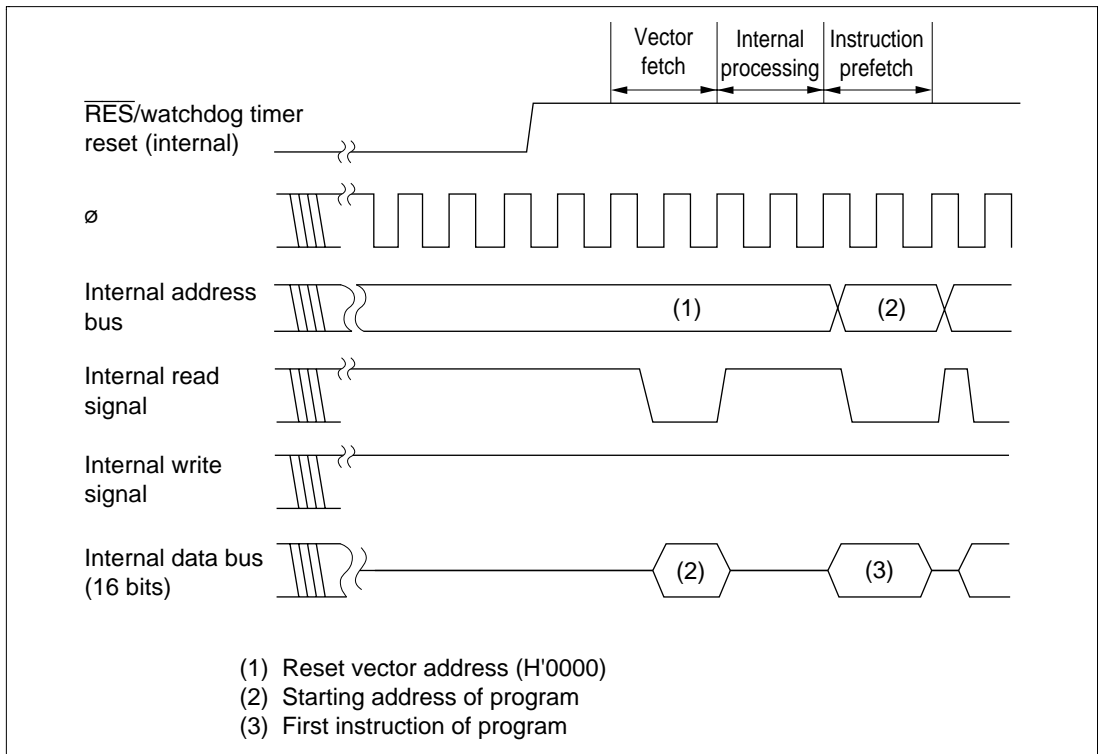 Vector
fetch
Internal
processing
Instruction
prefetch
RES/watchdog timer
reset (internal)
ø
Internal address
bus
(1)
(2)
Internal read
signal
Internal write
signal
Internal data bus
(16 bits)
(2)
(3)
(1) Reset vector address (H'0000)
(2) Starting address of program
(3) First instruction of program